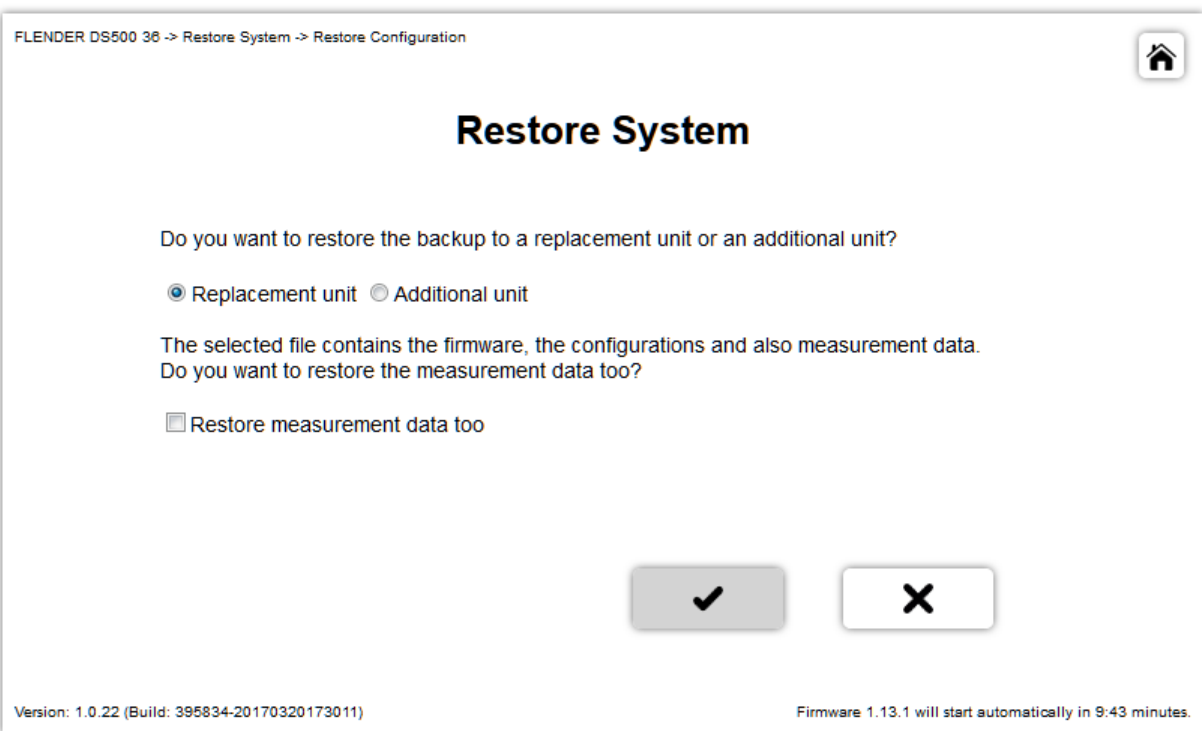 FLENDER DS500 36 -> Restore System -> Restore Configuration
Restore System
Do you want to restore the backup to a replacement unit or an additional unit?
Replacement unit Additional unit
The selected file contains the firmware, the configurations and also measurement data.
Do you want to restore the measurement data too?
Restore measurement data too
Version: 1.0.22 (Build: 395834-20170320173011) Firmware 1.13.1 will start automatically in 9:43 minutes.